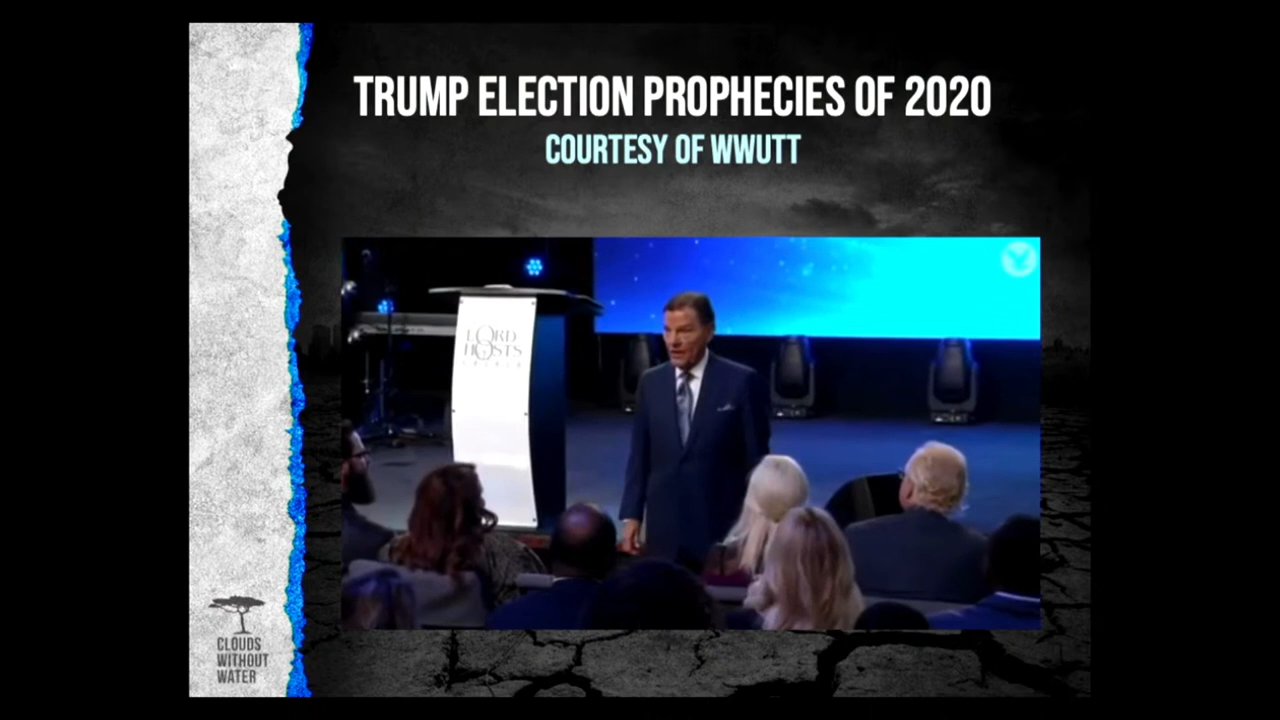 TRUMP ELECTION PROPHECIES OF 2020
COURTESY OF WWUTT
LORD
HOSTS
CLOUDS
WITHOUT
WATER